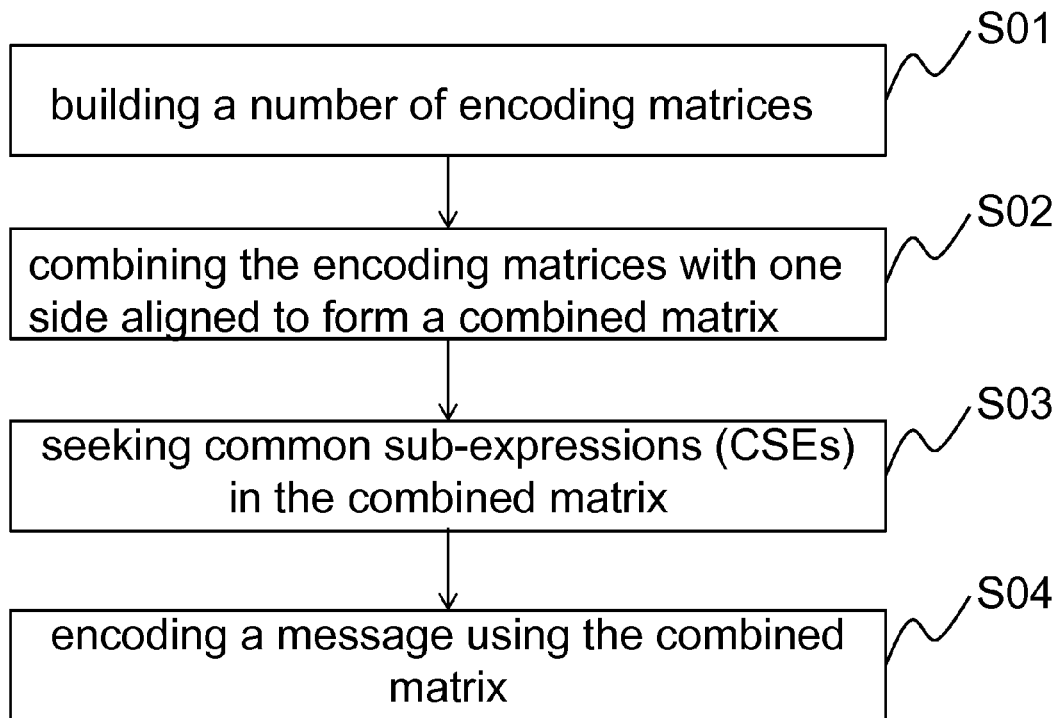 S01
building a number of encoding matrices
S02
combining the encoding matrices with one
side aligned to form a combined matrix
S03
seeking common sub-expressions (CSEs)
in the combined matrix
S04
encoding a message using the combined
matrix